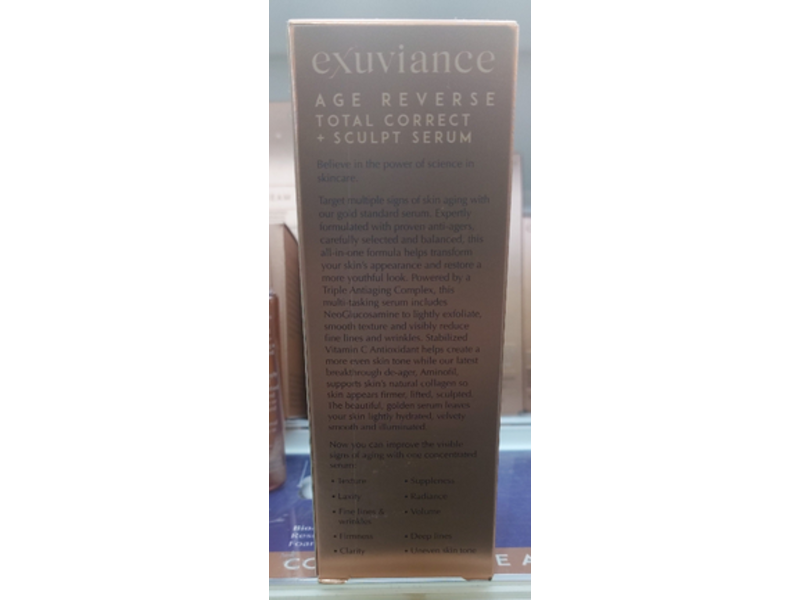 exuviance
AGE REVERSE
TOTAL CORRECT
+ SCULPT SERUM
Believe in the power of science in
skincare.
Target multiple signs of skin aging with
our gold standard serum. Expertly
formulated with proven anti-agers,
carefully selected and balanced, this
all-in-one formula helps transform
your skin's appearance and restore a
more youthful look. Powered by a
Triple Antiaging Complex, this
multi-tasking serum includes
NeoGlucosamine to lightly exfoliate,
smooth texture and visibly reduce
fine lines and wrinkles. Stabilized
Vitamin C Antioxidant helps create a
more even skin tone while our latest
breakthrough de-ager, Aminofil,
supports skin's natural collagen so
skin appears firmer, lifted, sculpted.
The beautiful, golden serum leaves
your skin lightly hydrated, velvety
smooth and illuminated.
Now you can improve the visible
signs of aging with one concentrated
serum:
• Texture • Suppleness
• Laxity • Radiance
• Fine lines & • Volume
wrinkles
• Firmness • Deep lines
• Clarity • Uneven skin tone